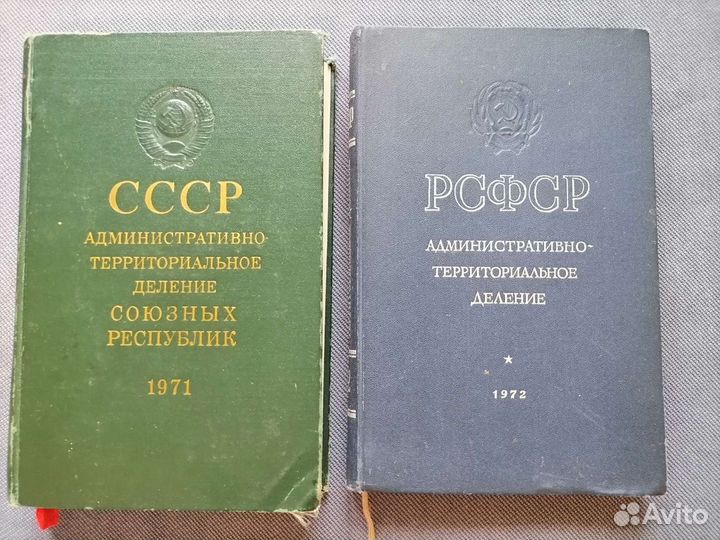 СССР
АДМИНИСТРАТИВНО-
ТЕРРИТОРИАЛЬНОЕ
ДЕЛЕНИЕ
СОЮЗНЫХ
РЕСПУБЛИК
1971
РСФСР
АДМИНИСТРАТИВНО-
ТЕРРИТОРИАЛЬНОЕ
ДЕЛЕНИЕ
1972
Avito